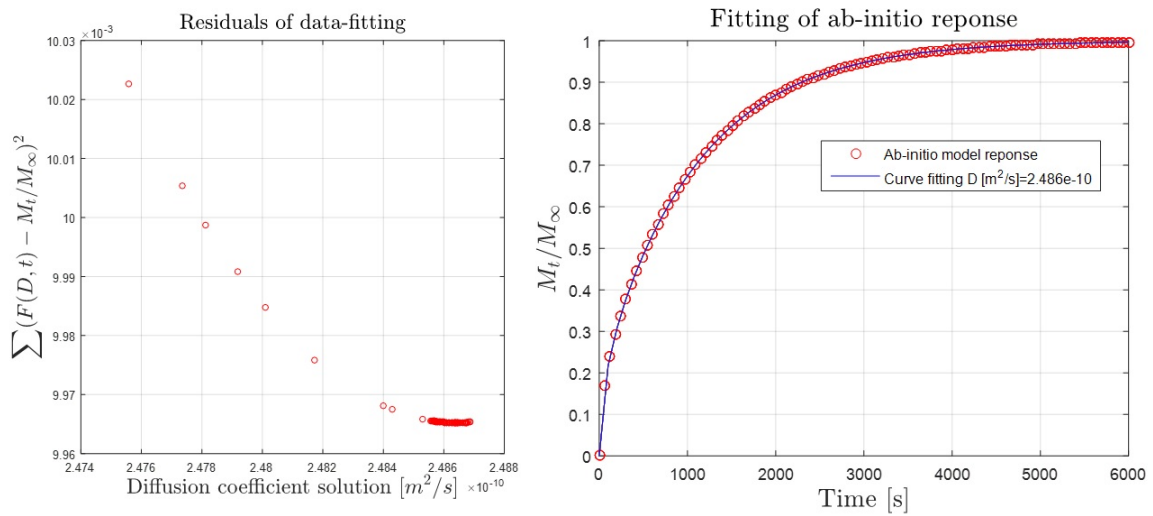 Residuals of data-fitting
×10⁻³
10.03
10.02
10.01
10
9.99
9.98
9.97
9.96
∑(F(D, t) − M_t/M_∞)²
2.474 2.476 2.478 2.48 2.482 2.484 2.486 2.488
Diffusion coefficient solution [m²/s] ×10⁻¹⁰
Fitting of ab-initio reponse
1
0.9
0.8
0.7
0.6
0.5
0.4
0.3
0.2
0.1
0
M_t/M_∞
Ab-initio model reponse
Curve fitting D [m²/s]=2.486e-10
0 1000 2000 3000 4000 5000 6000
Time [s]